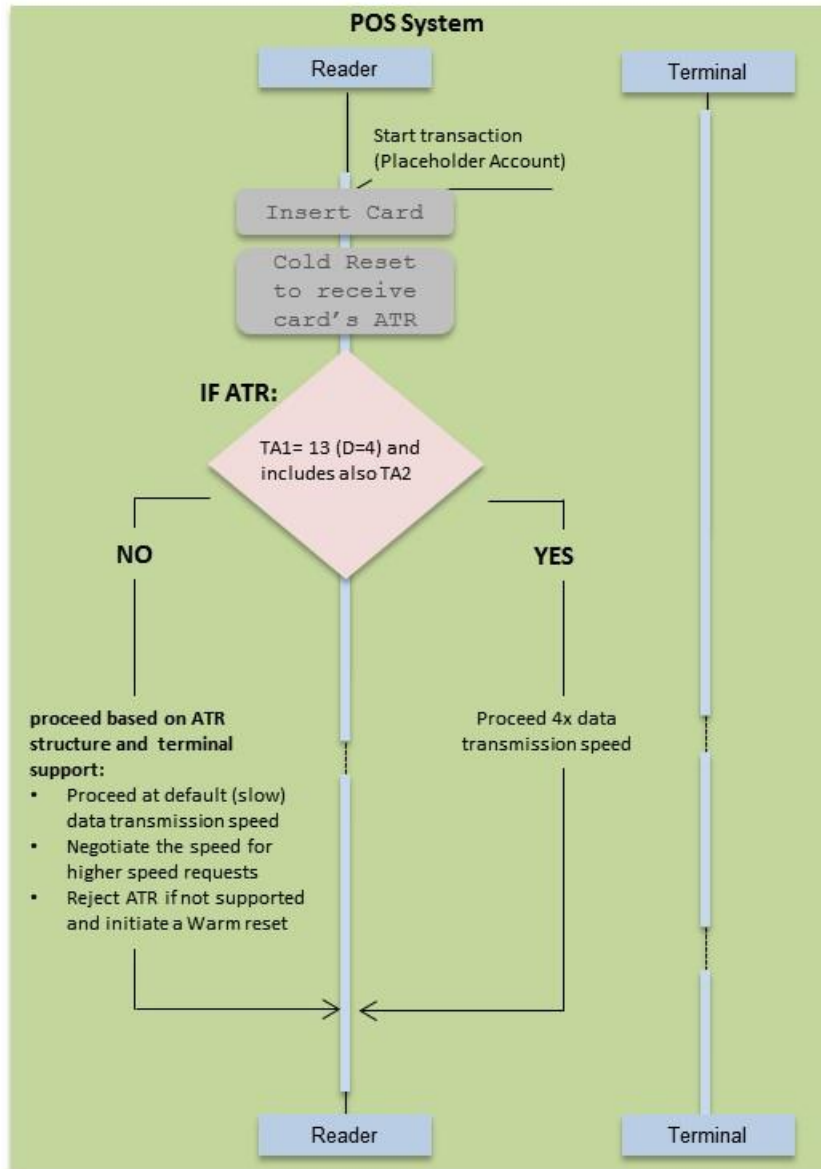 POS System
Reader
Terminal
Start transaction
(Placeholder Account)
Insert Card
Cold Reset
to receive
card’s ATR
IF ATR:
TA1= 13 (D=4) and
includes also TA2
NO
YES
proceed based on ATR
structure and terminal
support:
• Proceed at default (slow)
data transmission speed
• Negotiate the speed for
higher speed requests
• Reject ATR if not supported
and initiate a Warm reset
Proceed 4x data
transmission speed
Reader
Terminal